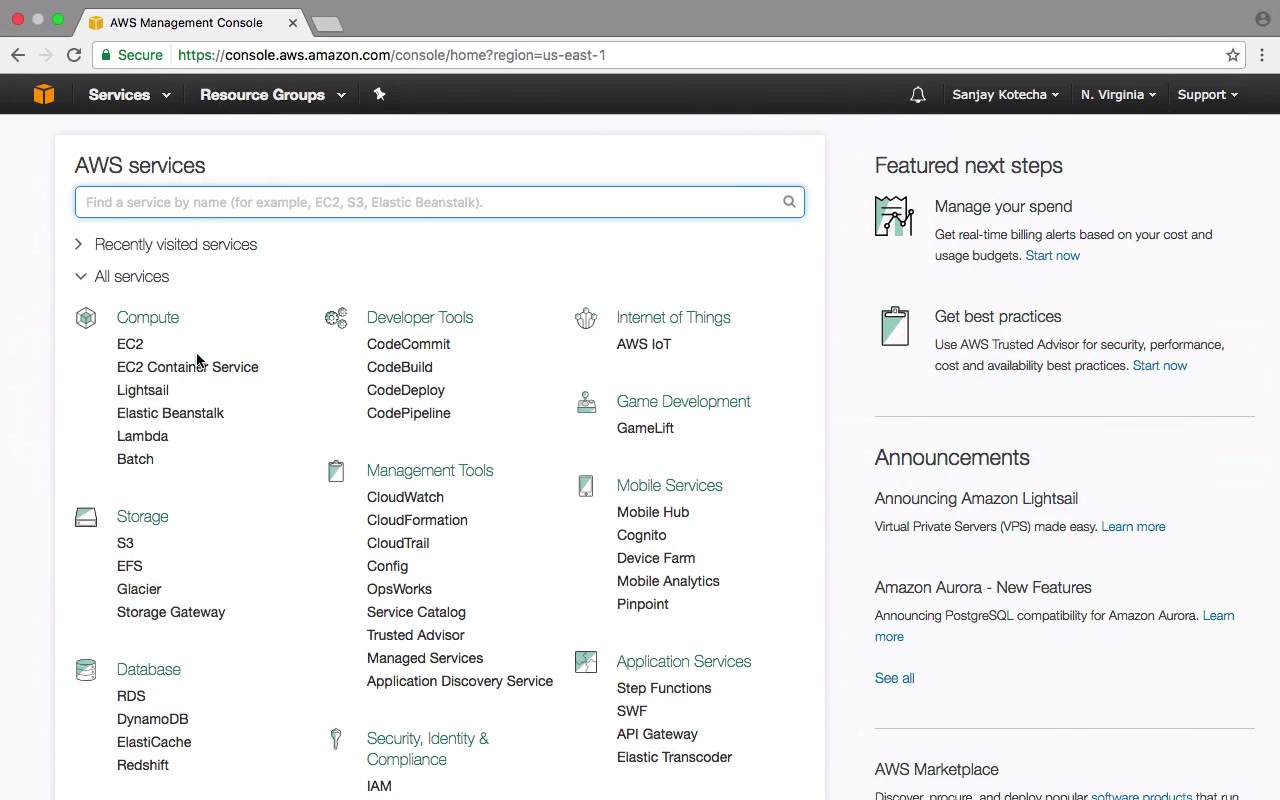 AWS Management Console
Secure
https://console.aws.amazon.com/console/home?region=us-east-1
Services
Resource Groups
Sanjay Kotecha
N. Virginia
Support
AWS services
Find a service by name (for example, EC2, S3, Elastic Beanstalk).
Recently visited services
All services
Compute
EC2
EC2 Container Service
Lightsail
Elastic Beanstalk
Lambda
Batch
Storage
S3
EFS
Glacier
Storage Gateway
Database
RDS
DynamoDB
ElastiCache
Redshift
Developer Tools
CodeCommit
CodeBuild
CodeDeploy
CodePipeline
Management Tools
CloudWatch
CloudFormation
CloudTrail
Config
OpsWorks
Service Catalog
Trusted Advisor
Managed Services
Application Discovery Service
Security, Identity &
Compliance
IAM
Internet of Things
AWS IoT
Game Development
GameLift
Mobile Services
Mobile Hub
Cognito
Device Farm
Mobile Analytics
Pinpoint
Application Services
Step Functions
SWF
API Gateway
Elastic Transcoder
Featured next steps
Manage your spend
Get real-time billing alerts based on your cost and
usage budgets. Start now
Get best practices
Use AWS Trusted Advisor for security, performance,
cost and availability best practices. Start now
Announcements
Announcing Amazon Lightsail
Virtual Private Servers (VPS) made easy. Learn more
Amazon Aurora - New Features
Announcing PostgreSQL compatibility for Amazon Aurora. Learn
more
See all
AWS Marketplace
Discover, procure, and deploy popular software products that run